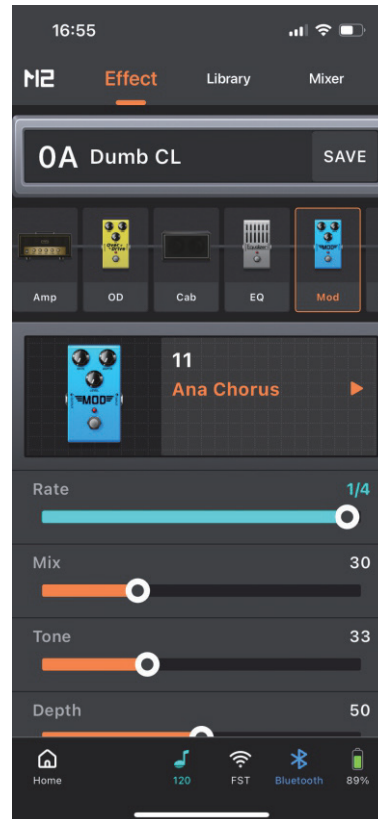 16:55
M2 Effect Library Mixer
0A Dumb CL SAVE
Amp OD Cab EQ Mod
MOD
11
Ana Chorus
Rate 1/4
Mix 30
Tone 33
Depth 50
120 FST Bluetooth 89%
Home